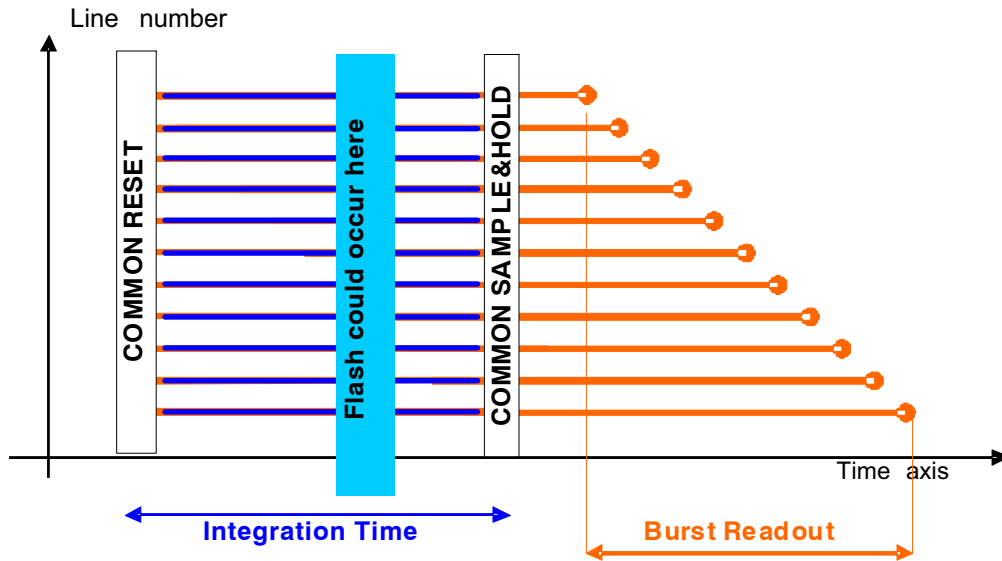 Line number
COMMON RESET
Flash could occur here
COMMON SAMPLE&HOLD
Time axis
Integration Time
Burst Readout